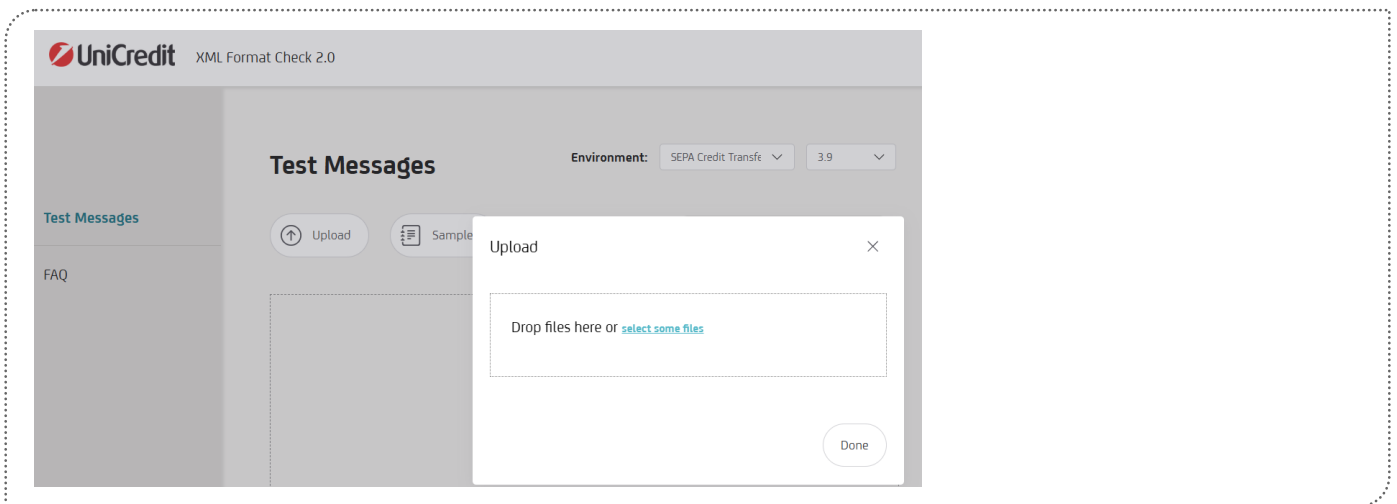 UniCredit XML Format Check 2.0
Test Messages
Environment: SEPA Credit Transfe 3.9
Test Messages
Upload
Sample
FAQ
Upload
Drop files here or select some files
Done